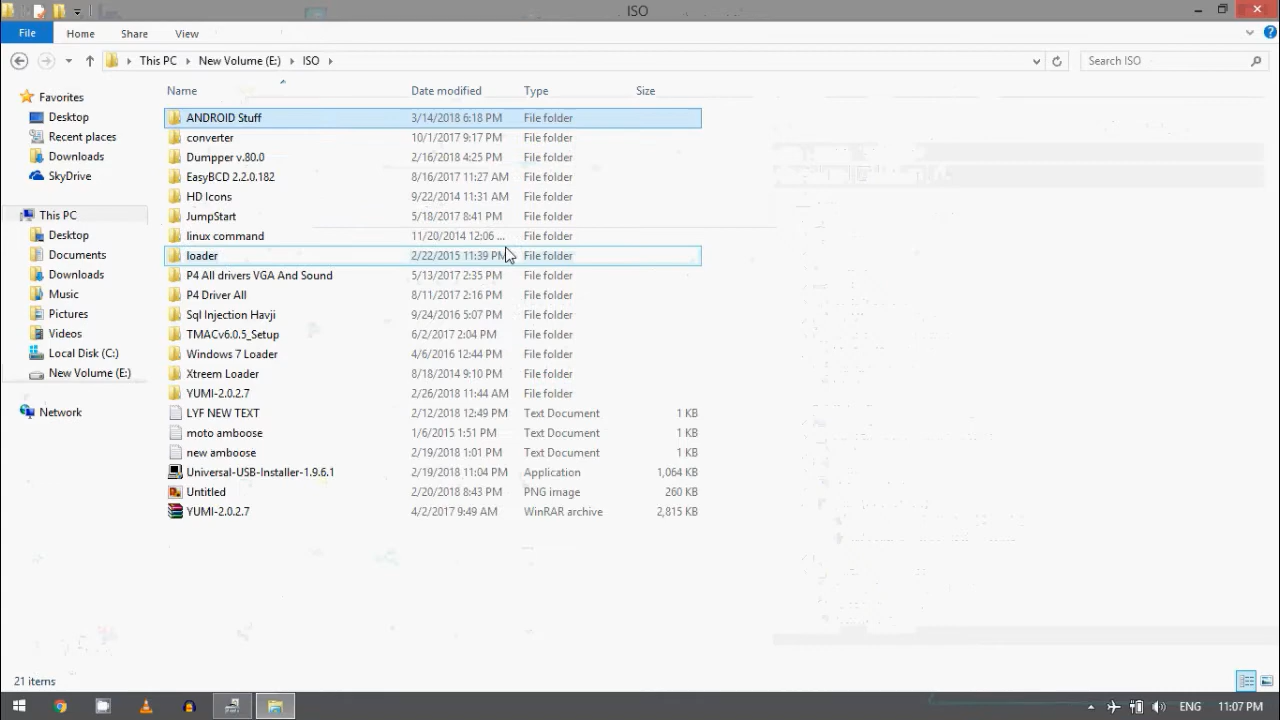 ISO
File Home Share View
This PC New Volume (E:) ISO Search ISO
Name Date modified Type Size
Favorites
Desktop
Recent places
Downloads
SkyDrive
This PC
Desktop
Documents
Downloads
Music
Pictures
Videos
Local Disk (C:)
New Volume (E:)
Network
ANDROID Stuff 3/14/2018 6:18 PM File folder
converter 10/1/2017 9:17 PM File folder
Dumpper v.80.0 2/16/2018 4:25 PM File folder
EasyBCD 2.2.0.182 8/16/2017 11:27 AM File folder
HD Icons 9/22/2014 11:31 AM File folder
JumpStart 5/18/2017 8:41 PM File folder
linux command 11/20/2014 12:06 ... File folder
loader 2/22/2015 11:39 PM File folder
P4 All drivers VGA And Sound 5/13/2017 2:35 PM File folder
P4 Driver All 8/11/2017 2:16 PM File folder
Sql Injection Havji 9/24/2016 5:07 PM File folder
TMACv6.0.5_Setup 6/2/2017 2:04 PM File folder
Windows 7 Loader 4/6/2016 12:44 PM File folder
Xtreem Loader 8/18/2014 9:10 PM File folder
YUMI-2.0.2.7 2/26/2018 11:44 AM File folder
LYF NEW TEXT 2/12/2018 12:49 PM Text Document 1 KB
moto amboose 1/6/2015 1:51 PM Text Document 1 KB
new amboose 2/19/2018 1:01 PM Text Document 1 KB
Universal-USB-Installer-1.9.6.1 2/19/2018 11:04 PM Application 1,064 KB
Untitled 2/20/2018 8:43 PM PNG image 260 KB
YUMI-2.0.2.7 4/2/2017 9:49 AM WinRAR archive 2,815 KB
21 items
ENG 11:07 PM